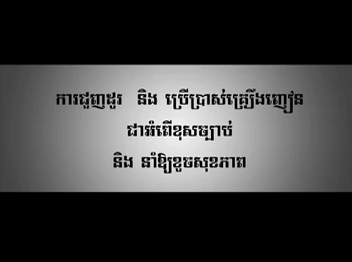 ការជួញដូរ និង ប្រើប្រាស់គ្រឿងញៀន
ជាអំពើខុសច្បាប់
និង នាំឱ្យខូចសុខភាព